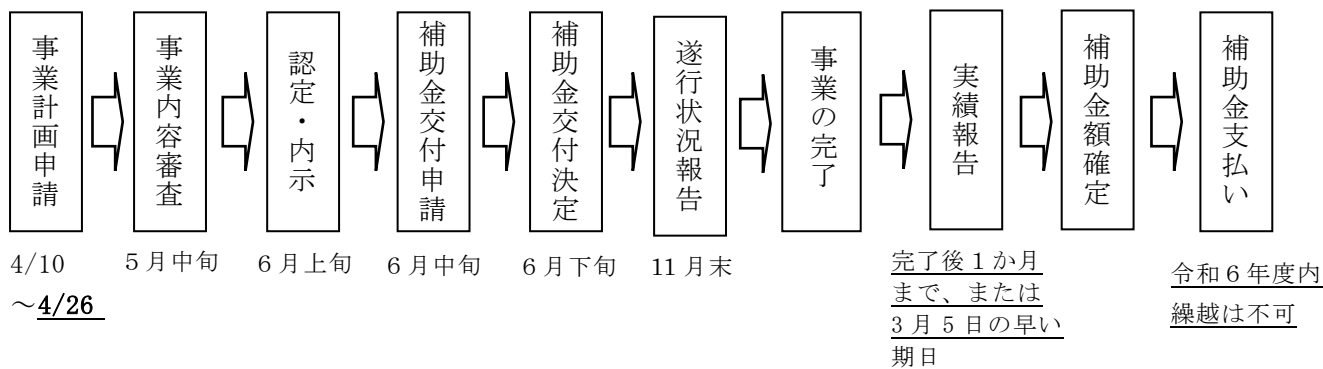 事業計画申請
事業内容審査
認定・内示
補助金交付申請
補助金交付決定
遂行状況報告
事業の完了
実績報告
補助金額確定
補助金支払い
4/10
～4/26
５月中旬
６月上旬
６月中旬
６月下旬
11月末
完了後１か月
まで、または
３月５日の早い
期日
令和６年度内
繰越は不可